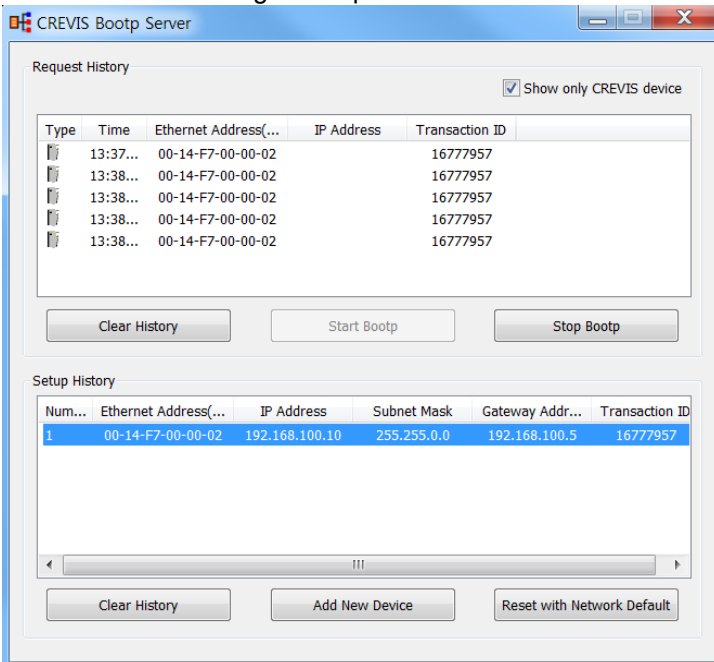 CREVIS Bootp Server
Request History
Show only CREVIS device
Type Time Ethernet Address(... IP Address Transaction ID
13:37... 00-14-F7-00-00-02 16777957
13:38... 00-14-F7-00-00-02 16777957
13:38... 00-14-F7-00-00-02 16777957
13:38... 00-14-F7-00-00-02 16777957
13:38... 00-14-F7-00-00-02 16777957
Clear History Start Bootp Stop Bootp
Setup History
Num... Ethernet Address(... IP Address Subnet Mask Gateway Addr... Transaction ID
1 00-14-F7-00-00-02 192.168.100.10 255.255.0.0 192.168.100.5 16777957
Clear History Add New Device Reset with Network Default